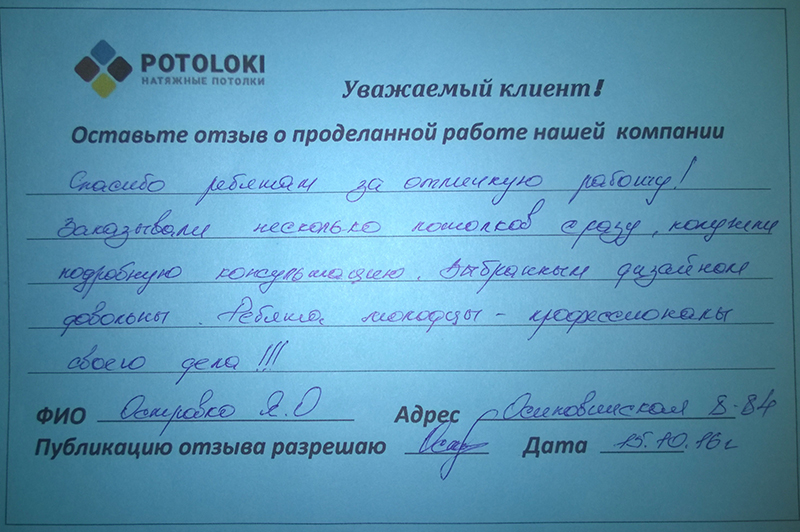 POTOLOKI
НАТЯЖНЫЕ ПОТОЛКИ
Уважаемый клиент!
Оставьте отзыв о проделанной работе нашей компании
Спасибо ребятам за отличную работу!
Заказывали несколько потолков сразу, получили
подробную консультацию. Выбранным дизайном
довольны. Ребята молодцы - профессионалы
своего дела!!!
ФИО Островко Я.О Адрес Осиповичская 8-84
Публикацию отзыва разрешаю Дата 15.10.16г